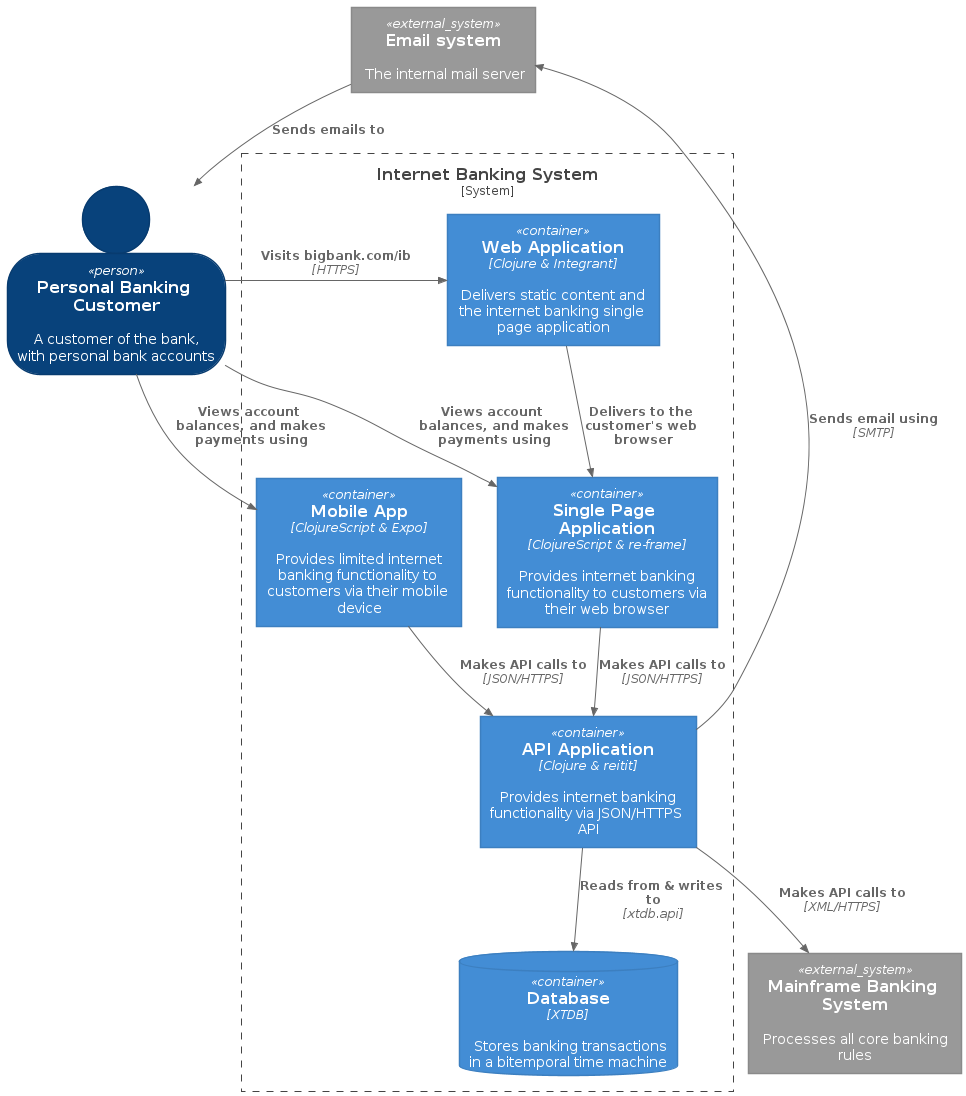 «external_system»
Email system
The internal mail server
Sends emails to
Internet Banking System
[System]
«person»
Personal Banking
Customer
A customer of the bank,
with personal bank accounts
Visits bigbank.com/ib
[HTTPS]
«container»
Web Application
[Clojure & Integrant]
Delivers static content and
the internet banking single
page application
Views account
balances, and makes
payments using
Views account
balances, and makes
payments using
Delivers to the
customer's web
browser
Sends email using
[SMTP]
«container»
Mobile App
[ClojureScript & Expo]
Provides limited internet
banking functionality to
customers via their mobile
device
«container»
Single Page
Application
[ClojureScript & re-frame]
Provides internet banking
functionality to customers via
their web browser
Makes API calls to
[JSON/HTTPS]
Makes API calls to
[JSON/HTTPS]
«container»
API Application
[Clojure & reitit]
Provides internet banking
functionality via JSON/HTTPS
API
Reads from & writes
to
[xtdb.api]
Makes API calls to
[XML/HTTPS]
«container»
Database
[XTDB]
Stores banking transactions
in a bitemporal time machine
«external_system»
Mainframe Banking
System
Processes all core banking
rules